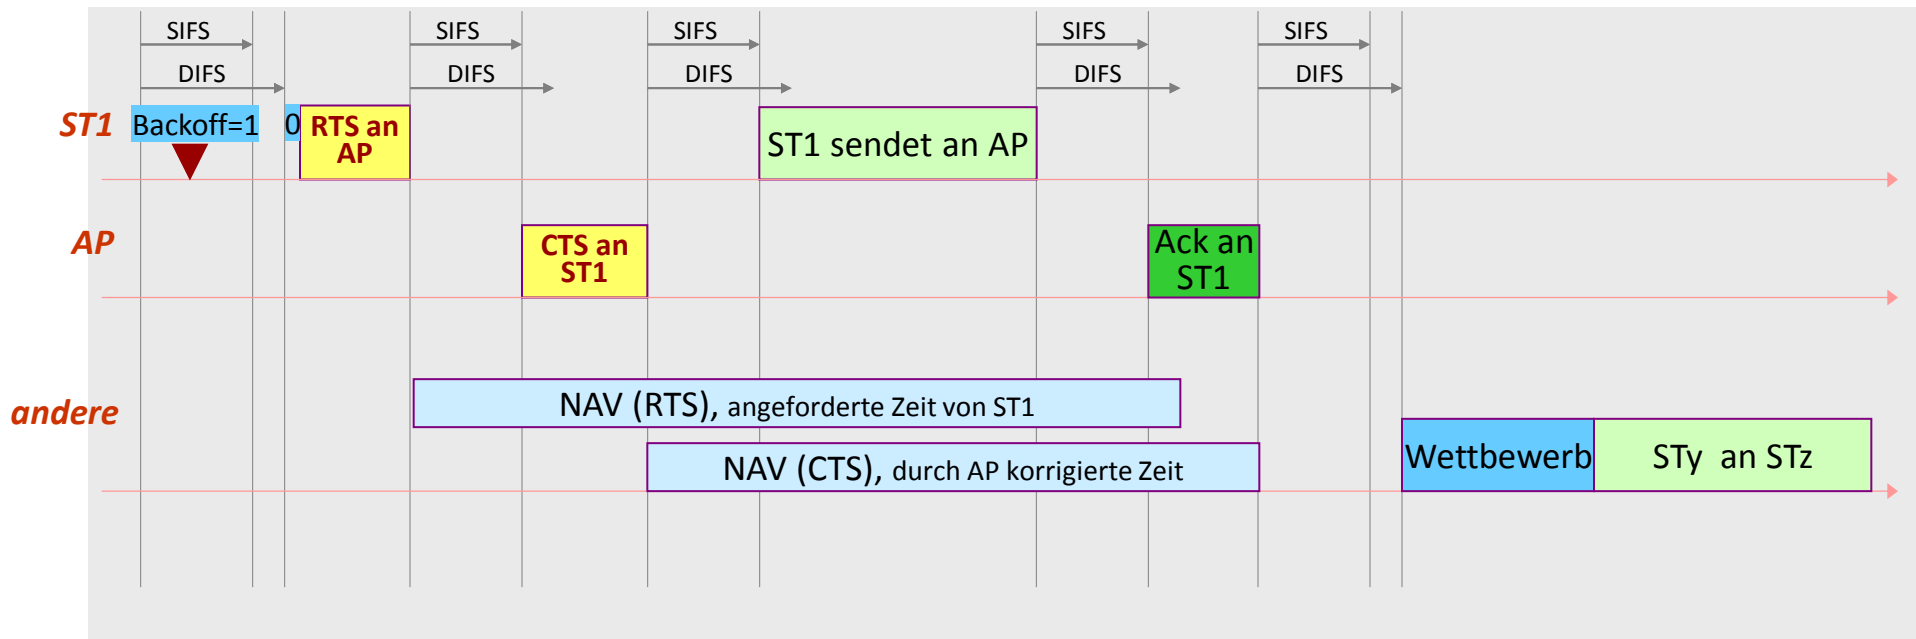 SIFS SIFS SIFS SIFS SIFS
DIFS DIFS DIFS DIFS DIFS
ST1
Backoff=1
0
RTS an
AP
ST1 sendet an AP
AP
CTS an
ST1
Ack an
ST1
andere
NAV (RTS), angeforderte Zeit von ST1
NAV (CTS), durch AP korrigierte Zeit
Wettbewerb
STy an STz